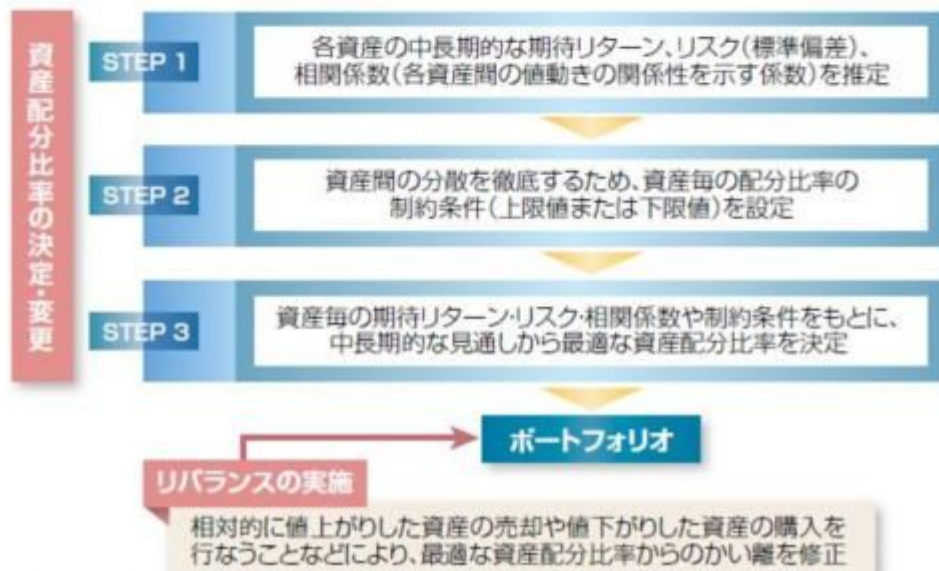 資産配分比率の決定・変更
STEP 1
各資産の中長期的な期待リターン、リスク(標準偏差)、
相関係数(各資産間の値動きの関係性を示す係数)を推定
STEP 2
資産間の分散を徹底するため、資産毎の配分比率の
制約条件(上限値または下限値)を設定
STEP 3
資産毎の期待リターン・リスク・相関係数や制約条件をもとに、
中長期的な見通しから最適な資産配分比率を決定
ポートフォリオ
リバランスの実施
相対的に値上がりした資産の売却や値下がりした資産の購入を
行なうことなどにより、最適な資産配分比率からのかい離を修正